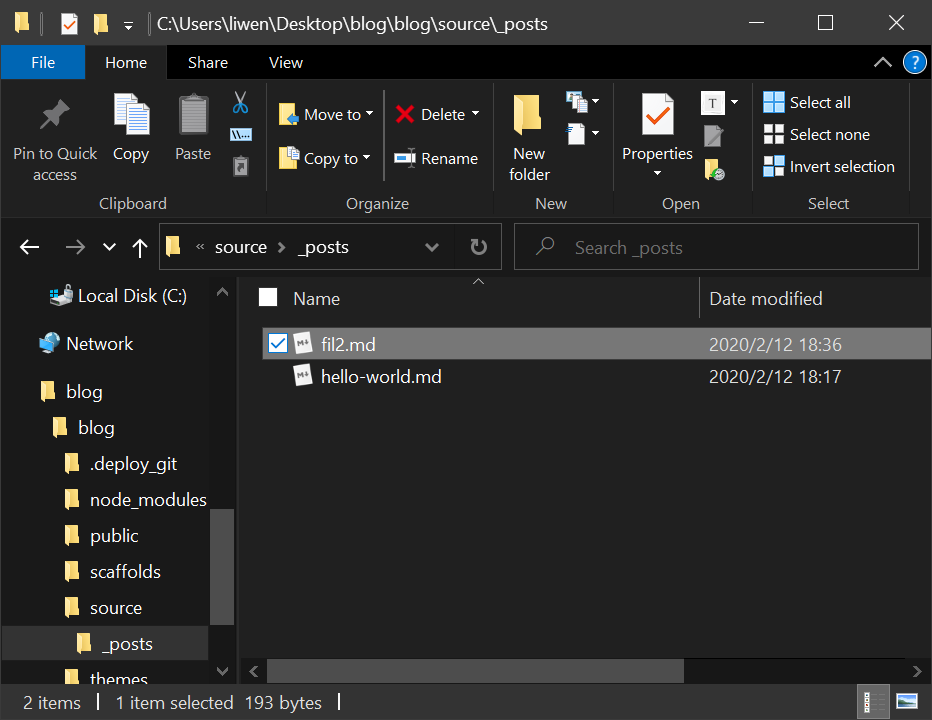 C:\Users\liwen\Desktop\blog\blog\source\_posts
File Home Share View
Pin to Quick access
Copy
Paste
Move to
Copy to
Delete
Rename
New folder
Properties
Select all
Select none
Invert selection
Clipboard Organize New Open Select
« source > _posts
Search _posts
Local Disk (C:)
Network
blog
blog
.deploy_git
node_modules
public
scaffolds
source
_posts
themes
Name Date modified
fil2.md 2020/2/12 18:36
hello-world.md 2020/2/12 18:17
2 items 1 item selected 193 bytes